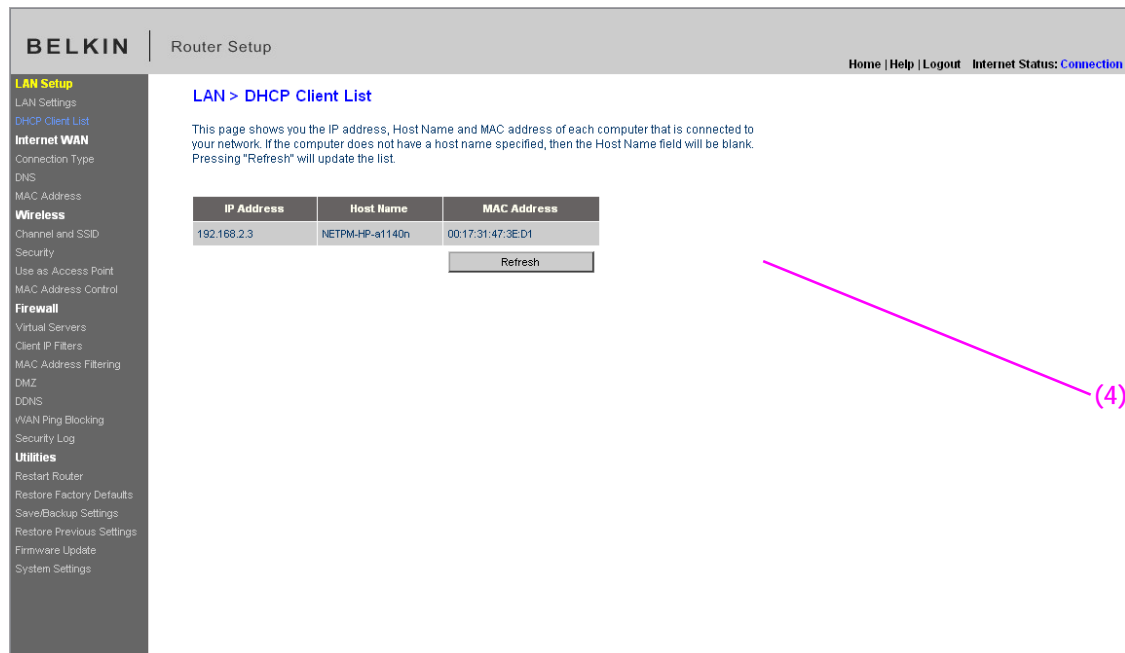 BELKIN
Router Setup
Home | Help | Logout Internet Status: Connection
LAN Setup
LAN Settings
DHCP Client List
Internet WAN
Connection Type
DNS
MAC Address
Wireless
Channel and SSID
Security
Use as Access Point
MAC Address Control
Firewall
Virtual Servers
Client IP Filters
MAC Address Filtering
DMZ
DDNS
WAN Ping Blocking
Security Log
Utilities
Restart Router
Restore Factory Defaults
Save/Backup Settings
Restore Previous Settings
Firmware Update
System Settings
LAN > DHCP Client List
This page shows you the IP address, Host Name and MAC address of each computer that is connected to
your network. If the computer does not have a host name specified, then the Host Name field will be blank.
Pressing "Refresh" will update the list.
IP Address Host Name MAC Address
192.168.2.3 NETPM-HP-a1140n 00:17:31:47:3E:D1
Refresh
(4)